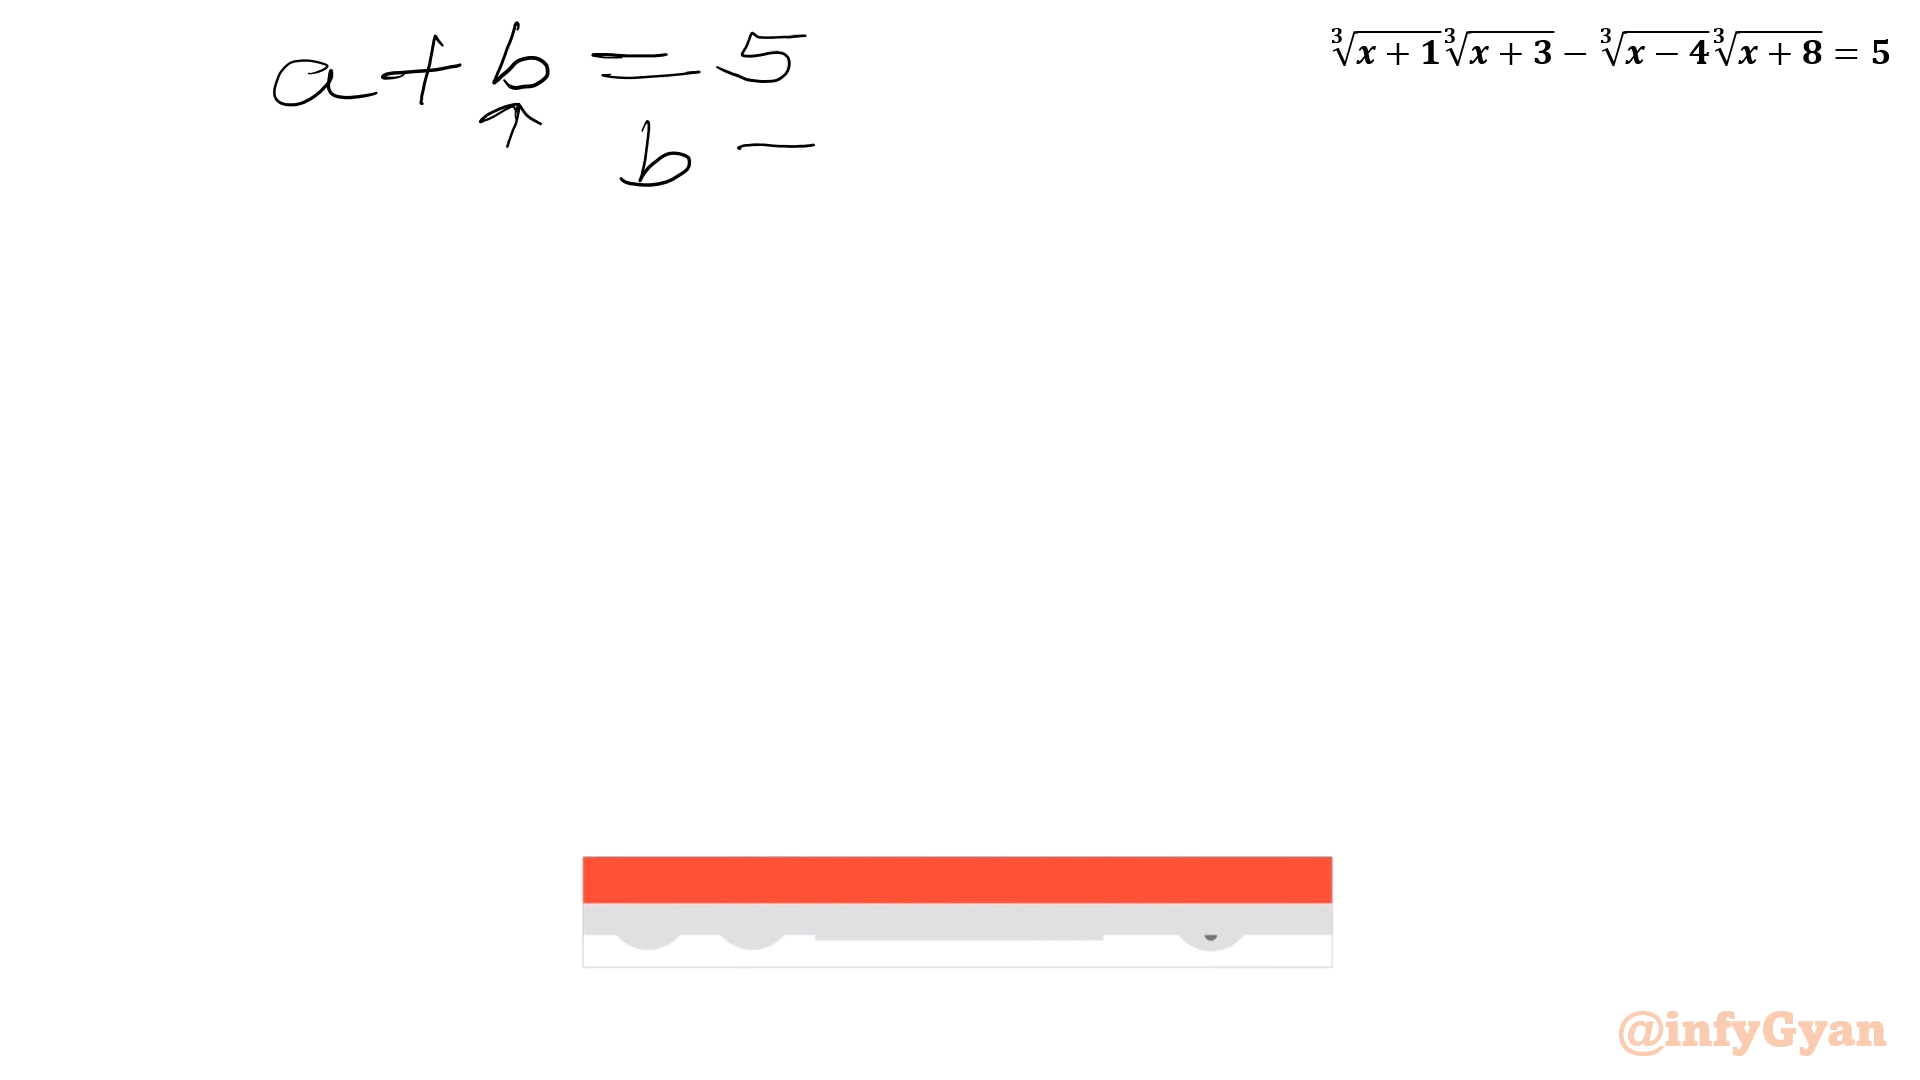 a + b = 5
∛x + 1∛x + 3 − ∛x − 4∛x + 8 = 5
b −
@infyGyan